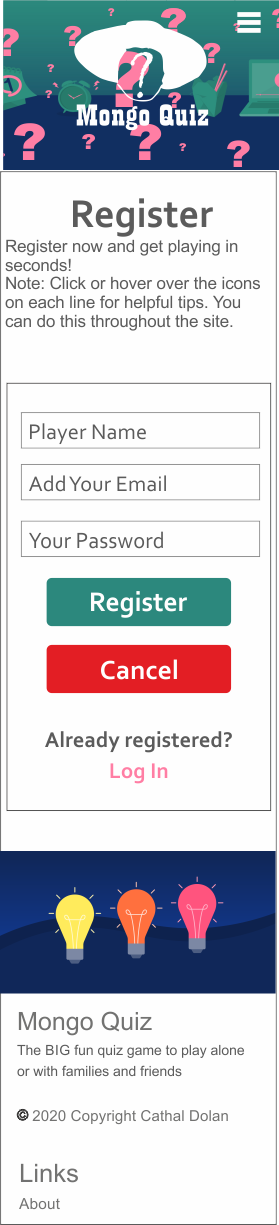 Mongo Quiz
Register
Register now and get playing in
seconds!
Note: Click or hover over the icons
on each line for helpful tips. You
can do this throughout the site.
Player Name
Add Your Email
Your Password
Register
Cancel
Already registered?
Log In
Mongo Quiz
The BIG fun quiz game to play alone
or with families and friends
© 2020 Copyright Cathal Dolan
Links
About